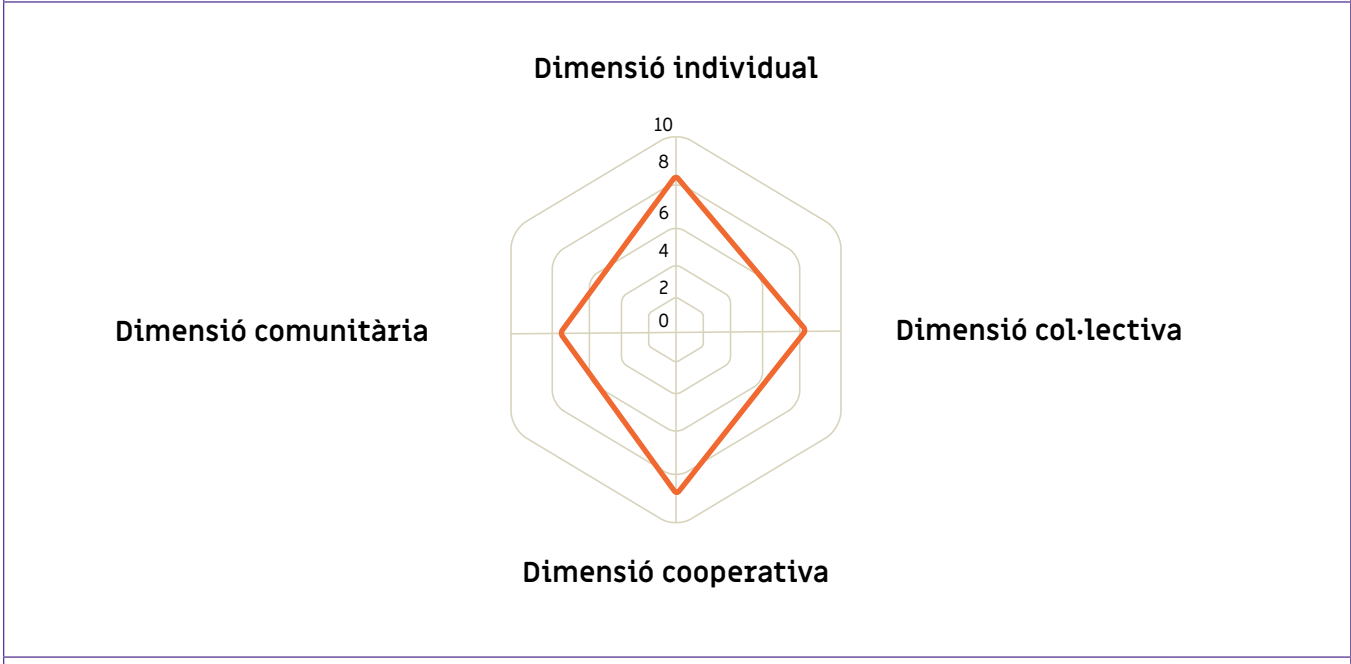 Dimensió individual
10
8
6
4
2
0
Dimensió comunitària
Dimensió col·lectiva
Dimensió cooperativa